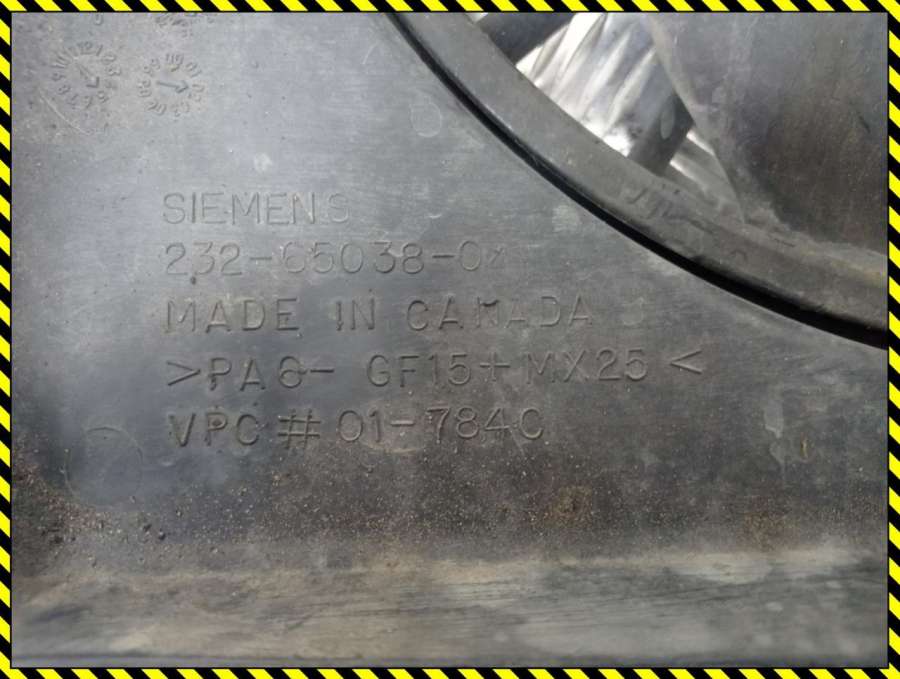 SIEMENS
MADE IN CANADA
>PA6- GF15+MX25<
VPC # 01-784C